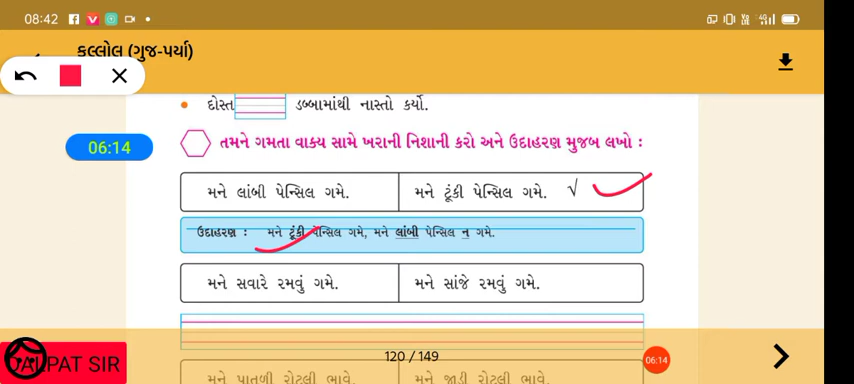 08:42
કલ્લોલ (ગુજ-પર્યા)
• દોસ્ત ડબ્બામાંથી નાસ્તો કર્યો.
06:14
તમને ગમતા વાક્ય સામે ખરાની નિશાની કરો અને ઉદાહરણ મુજબ લખો :
મને લાંબી પેન્સિલ ગમે. મને ટૂંકી પેન્સિલ ગમે. √
ઉદાહરણ : મને ટૂંકી પેન્સિલ ગમે, મને લાંબી પેન્સિલ ન ગમે.
મને સવારે રમવું ગમે. મને સાંજે રમવું ગમે.
120 / 149
06:14
DALPAT SIR
મને પાતળી રોટલી ભાવે. મને જાડી રોટલી ભાવે.